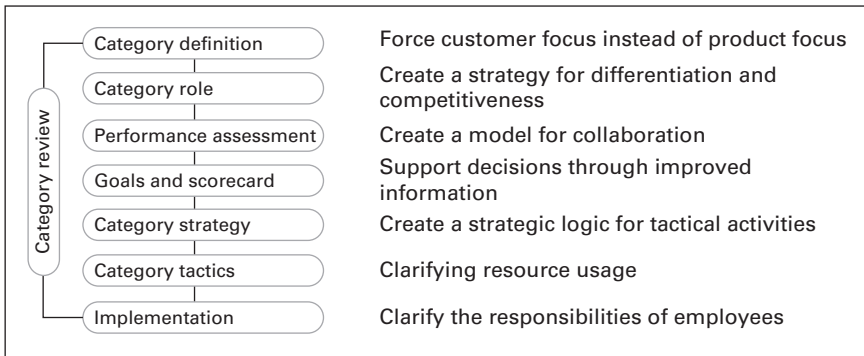 Category review
Category definition
Force customer focus instead of product focus
Category role
Create a strategy for differentiation and
competitiveness
Performance assessment
Create a model for collaboration
Goals and scorecard
Support decisions through improved
information
Category strategy
Create a strategic logic for tactical activities
Category tactics
Clarifying resource usage
Implementation
Clarify the responsibilities of employees